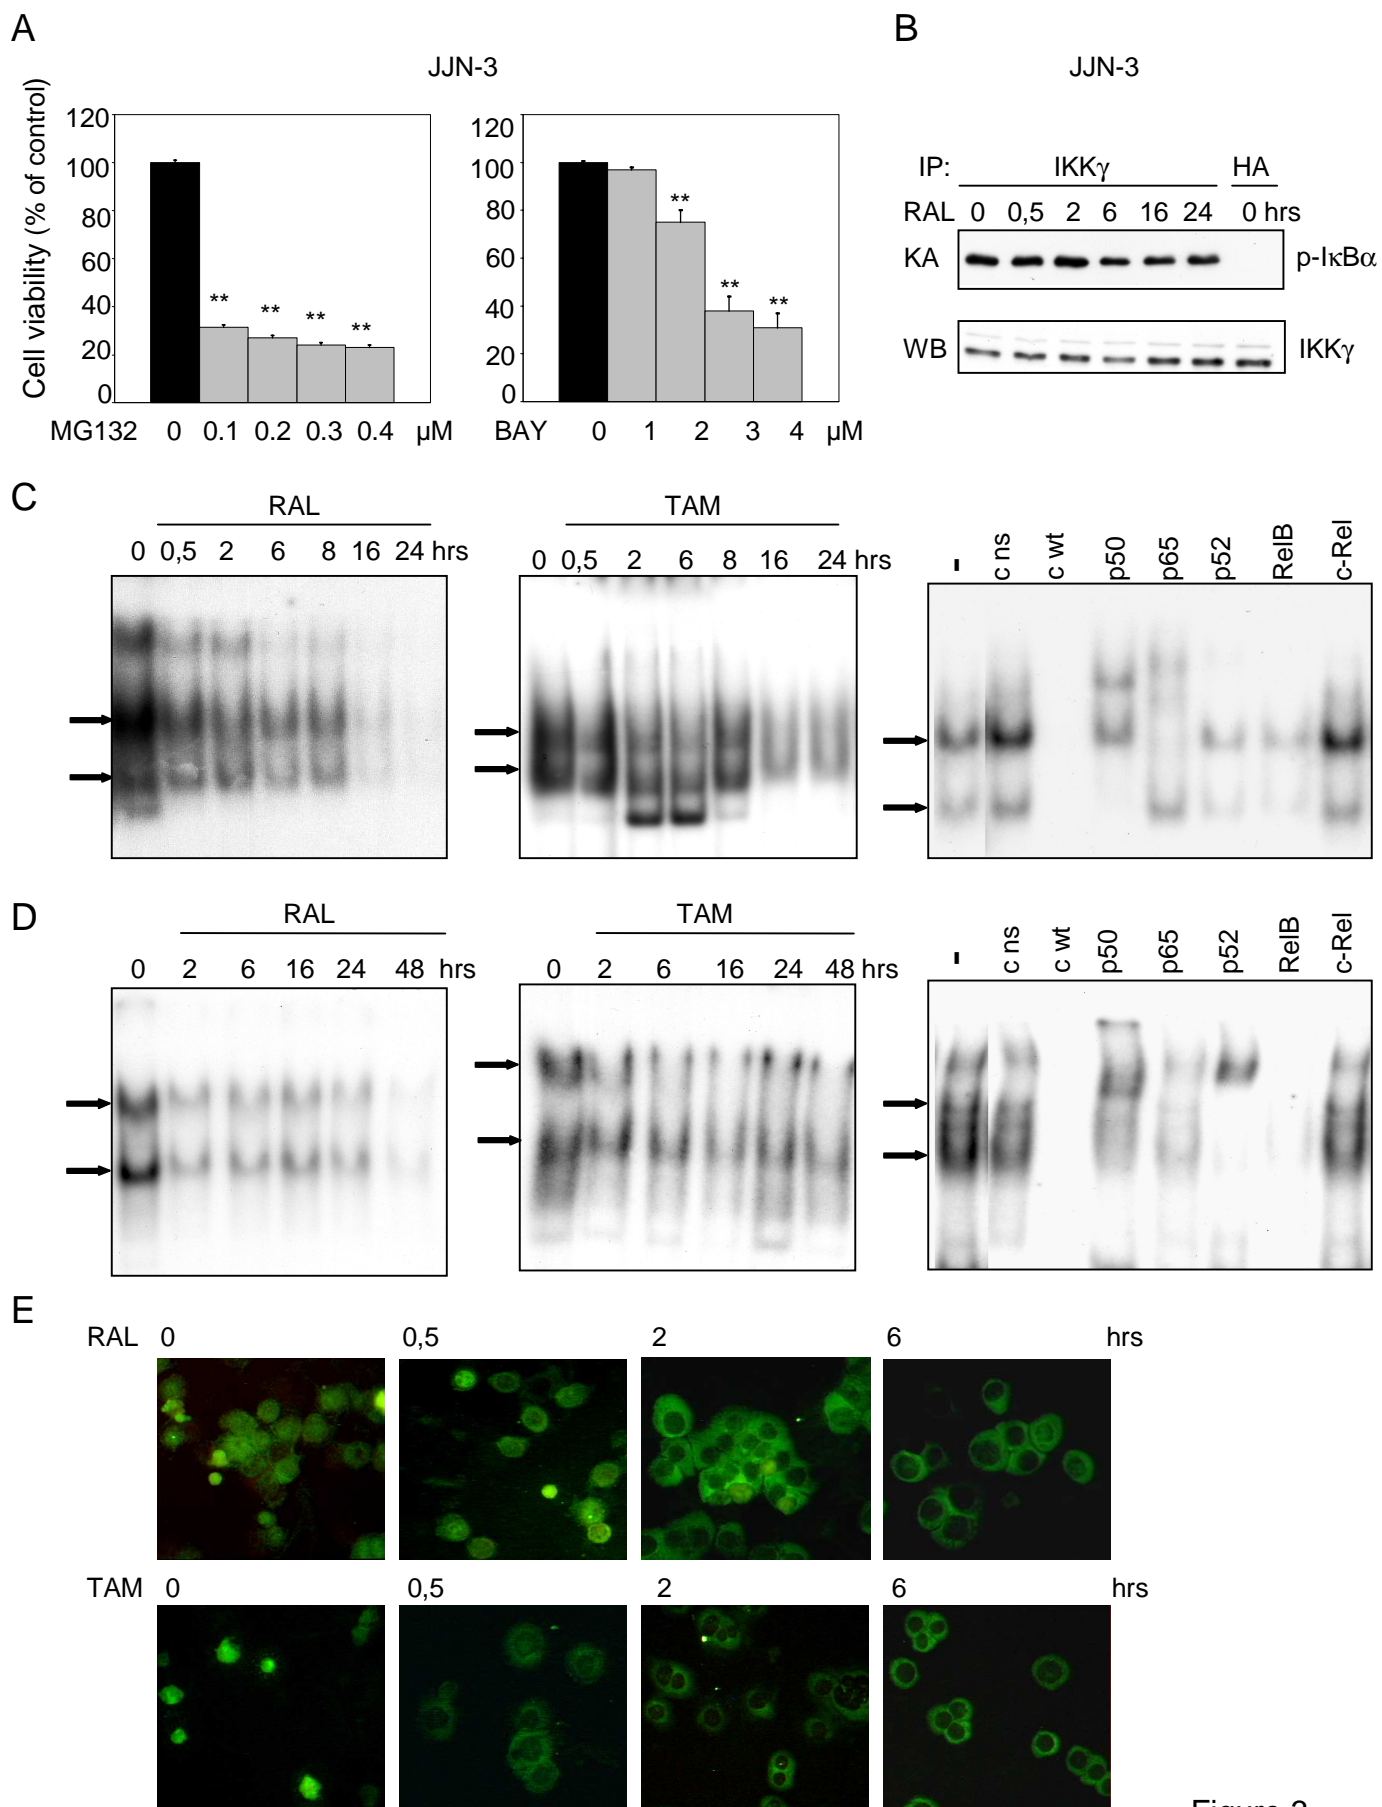 A
B
JJN-3
JJN-3
Cell viability (% of control)
120
100
80
60
40
20
0
** ** ** **
MG132 0 0.1 0.2 0.3 0.4 µM
120
100
80
60
40
20
0
** ** **
BAY 0 1 2 3 4 µM
IP: IKKγ HA
RAL 0 0,5 2 6 16 24 0 hrs
KA p-IκBα
WB IKKγ
C
RAL
0 0,5 2 6 8 16 24 hrs
TAM
0 0,5 2 6 8 16 24 hrs
- c ns c wt p50 p65 p52 RelB c-Rel
D
RAL
0 2 6 16 24 48 hrs
TAM
0 2 6 16 24 48 hrs
- c ns c wt p50 p65 p52 RelB c-Rel
E
RAL 0 0,5 2 6 hrs
TAM 0 0,5 2 6 hrs